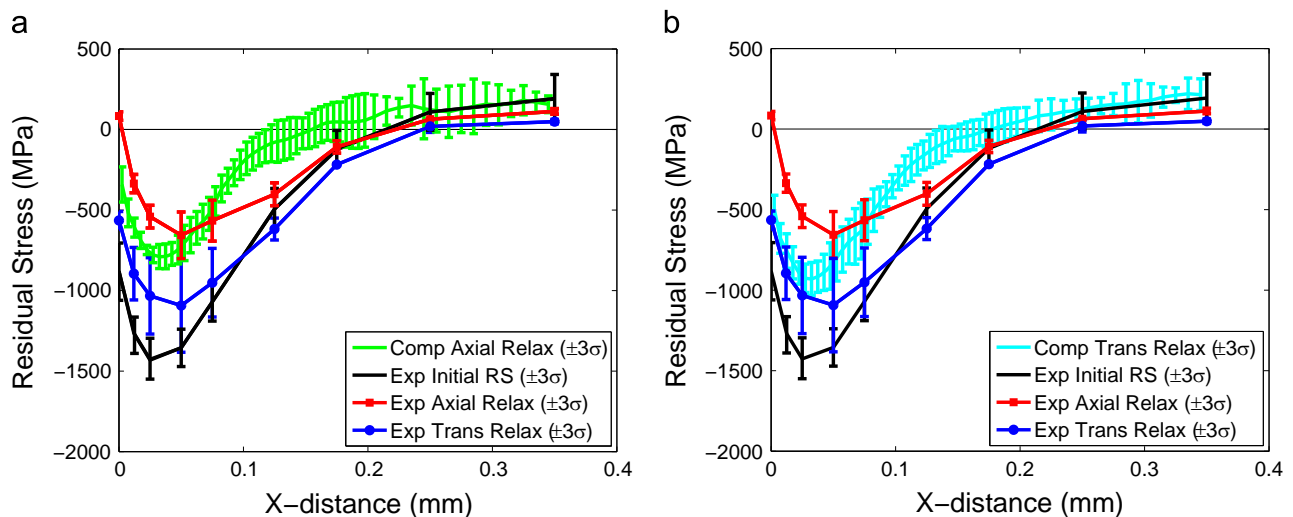 a
500
0
−500
−1000
−1500
−2000
Residual Stress (MPa)
0
0.1
0.2
0.3
0.4
X−distance (mm)
Comp Axial Relax (±3σ)
Exp Initial RS (±3σ)
Exp Axial Relax (±3σ)
Exp Trans Relax (±3σ)
b
500
0
−500
−1000
−1500
−2000
Residual Stress (MPa)
0
0.1
0.2
0.3
0.4
X−distance (mm)
Comp Trans Relax (±3σ)
Exp Initial RS (±3σ)
Exp Axial Relax (±3σ)
Exp Trans Relax (±3σ)